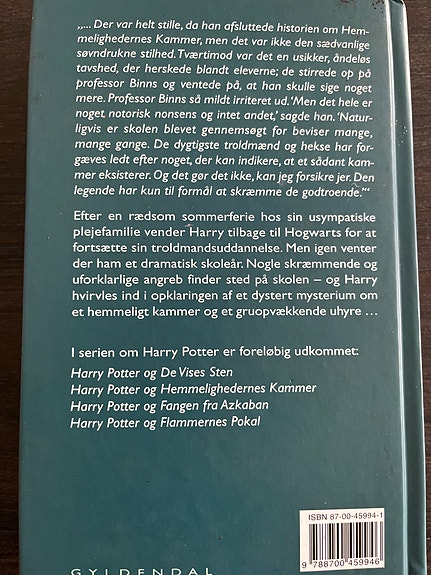 „... Der var helt stille, da han afsluttede historien om Hem-
melighedernes Kammer, men det var ikke den sædvanlige
søvndrukne stilhed. Tværtimod var det en usikker, åndeløs
tavshed, der herskede blandt eleverne; de stirrede op på
professor Binns og ventede på, at han skulle sige noget
mere. Professor Binns så mildt irriteret ud. 'Men det hele er
noget notorisk nonsens og intet andet,' sagde han. 'Natur-
ligvis er skolen blevet gennemsøgt for beviser mange,
mange gange. De dygtigste troldmænd og hekse har for-
gæves ledt efter noget, der kan indikere, at et sådant kam-
mer eksisterer. Og det gør det ikke, kan jeg forsikre jer. Den
legende har kun til formål at skræmme de godtroende.'“
Efter en rædsom sommerferie hos sin usympatiske
plejefamilie vender Harry tilbage til Hogwarts for at
fortsætte sin troldmandsuddannelse. Men igen venter
der ham et dramatisk skoleår. Nogle skræmmende og
uforklarlige angreb finder sted på skolen – og Harry
hvirvles ind i opklaringen af et dystert mysterium om
et hemmeligt kammer og et gruopvækkende uhyre ...
I serien om Harry Potter er foreløbig udkommet:
Harry Potter og De Vises Sten
Harry Potter og Hemmelighedernes Kammer
Harry Potter og Fangen fra Azkaban
Harry Potter og Flammernes Pokal
ISBN 87-00-45994-1
9 788700 459946
GYLDENDAL